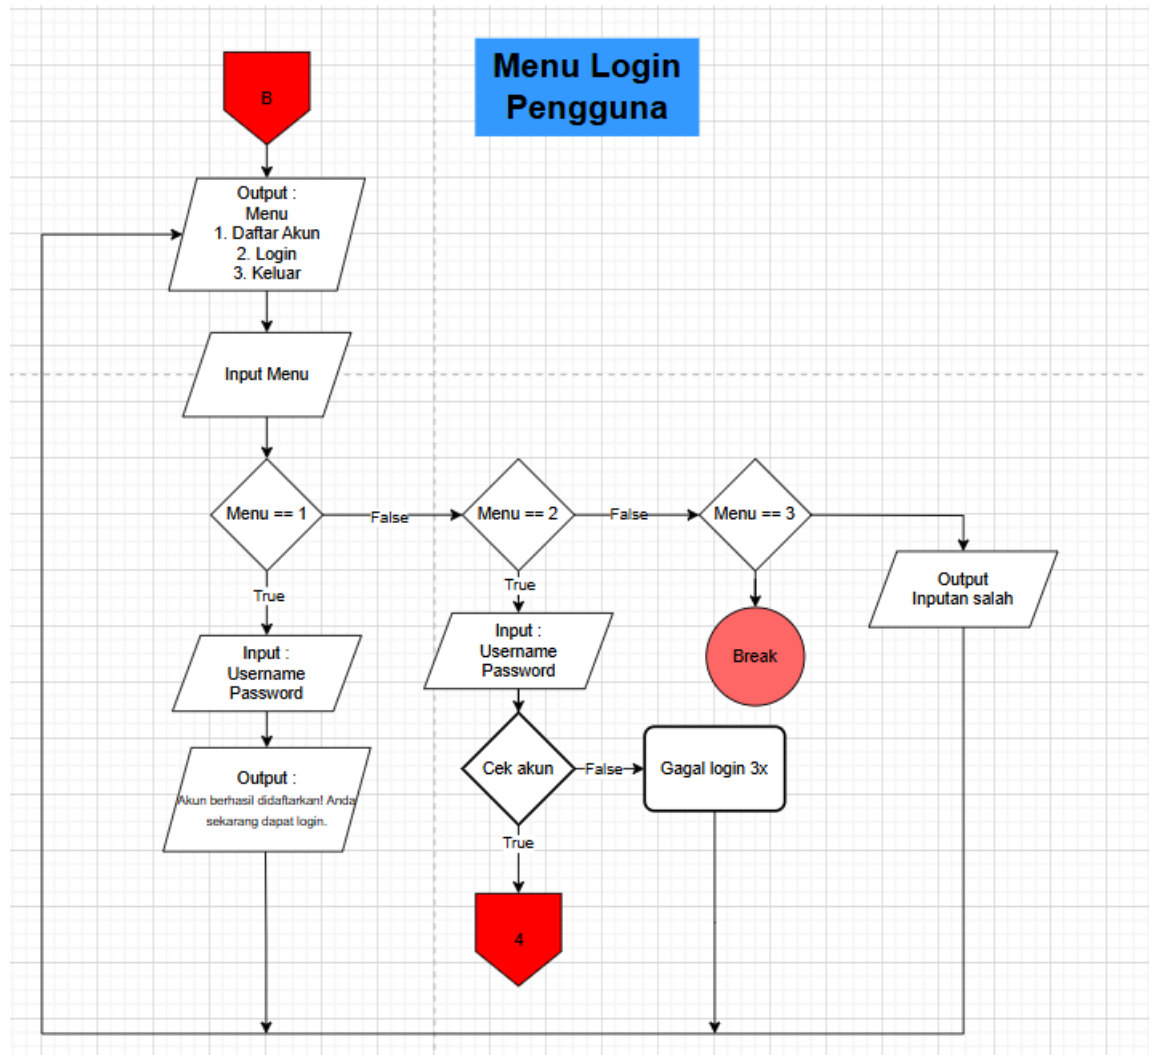 Menu Login
Pengguna
B
Output :
Menu
1. Daftar Akun
2. Login
3. Keluar
Input Menu
Menu == 1
False
Menu == 2
False
Menu == 3
True
True
Output
Inputan salah
Input :
Username
Password
Input :
Username
Password
Break
Output :
Akun berhasil didaftarkan! Anda
sekarang dapat login.
Cek akun
False
Gagal login 3x
True
4